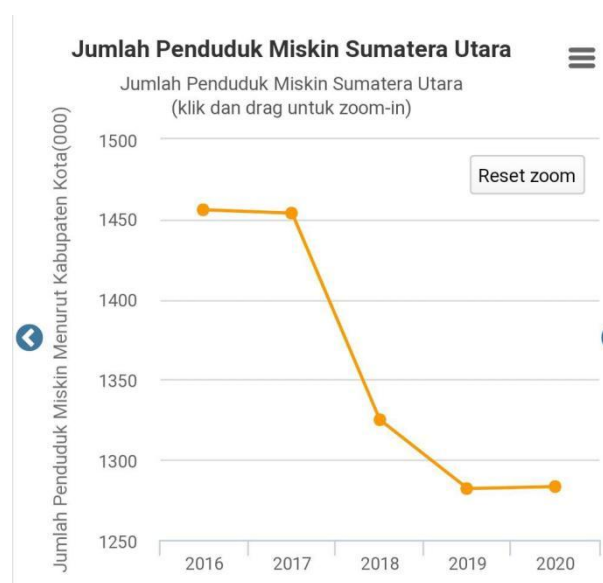 Jumlah Penduduk Miskin Sumatera Utara
Jumlah Penduduk Miskin Sumatera Utara
(klik dan drag untuk zoom-in)
Reset zoom
Jumlah Penduduk Miskin Menurut Kabupaten Kota(000)
1500
1450
1400
1350
1300
1250
2016 2017 2018 2019 2020